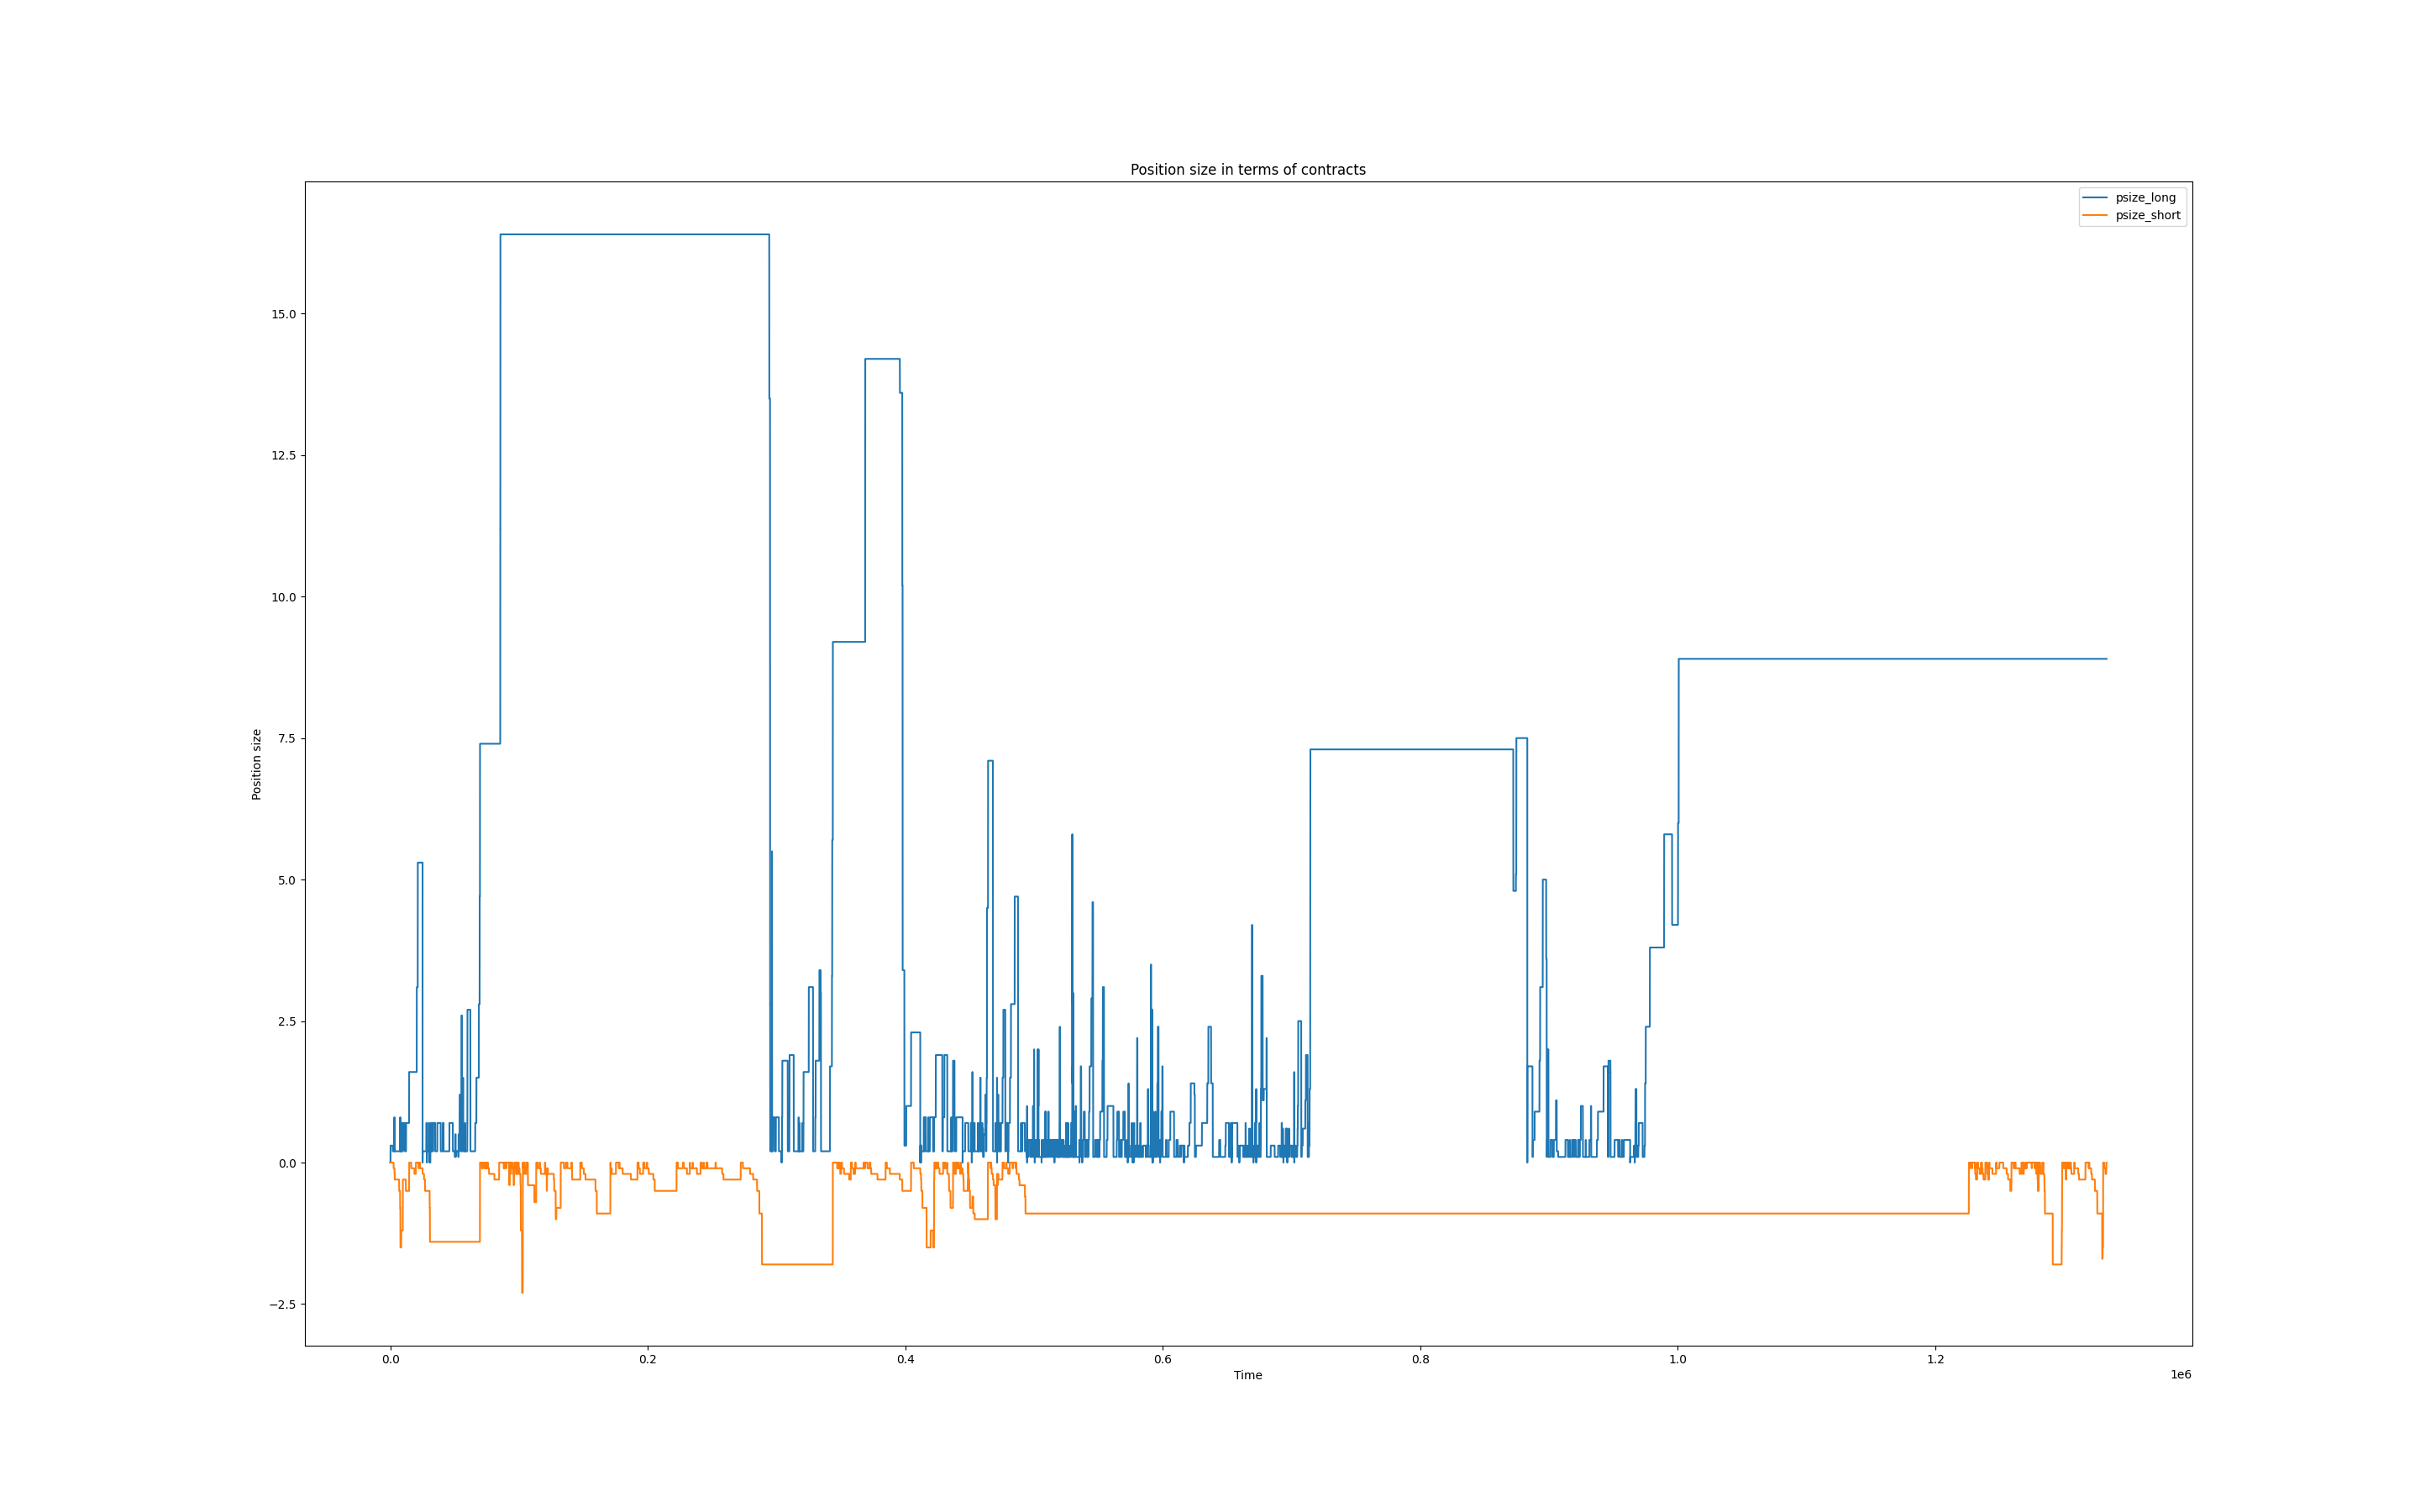 Position size in terms of contracts
psize_long
psize_short
15.0
12.5
10.0
7.5
5.0
2.5
0.0
−2.5
Position size
0.0 0.2 0.4 0.6 0.8 1.0 1.2
Time
1e6